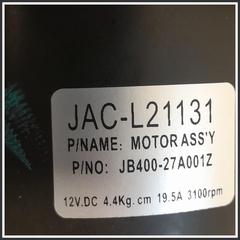 JAC-L21131
P/NAME: MOTOR ASS'Y
P/NO: JB400-27A001Z
12V.DC 4.4Kg.cm 19.5A 3100rpm